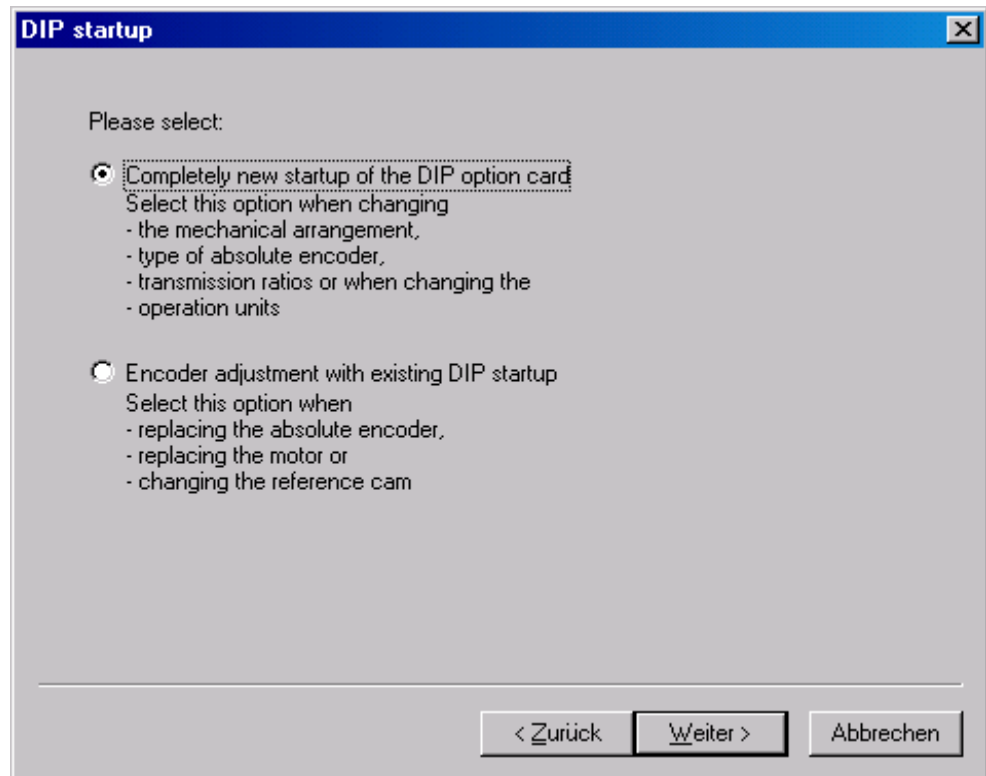 DIP startup
Please select:
Completely new startup of the DIP option card
Select this option when changing
- the mechanical arrangement,
- type of absolute encoder,
- transmission ratios or when changing the
- operation units
Encoder adjustment with existing DIP startup
Select this option when
- replacing the absolute encoder,
- replacing the motor or
- changing the reference cam
< Zurück
Weiter >
Abbrechen